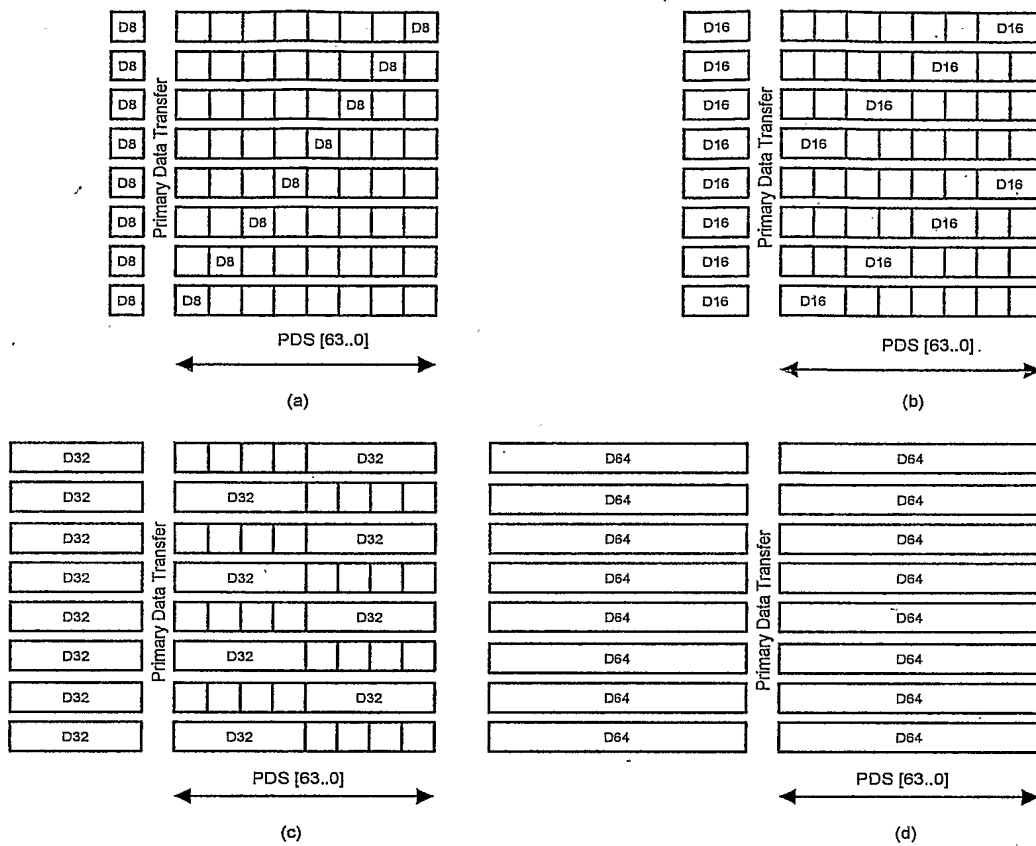 D8 D8 D16 D16
D8 D8 D16 D16
D8 D8 D16 D16
D8 D8 D16 D16
D8 D8 D16 D16
D8 D8 D16 D16
D8 D8 D16 D16
D8 D8 D16 D16
Primary Data Transfer
Primary Data Transfer
PDS [63..0]
PDS [63..0]
(a)
(b)
D32 D32 D64 D64
D32 D32 D64 D64
D32 D32 D64 D64
D32 D32 D64 D64
D32 D32 D64 D64
D32 D32 D64 D64
D32 D32 D64 D64
D32 D32 D64 D64
Primary Data Transfer
Primary Data Transfer
PDS [63..0]
PDS [63..0]
(c)
(d)